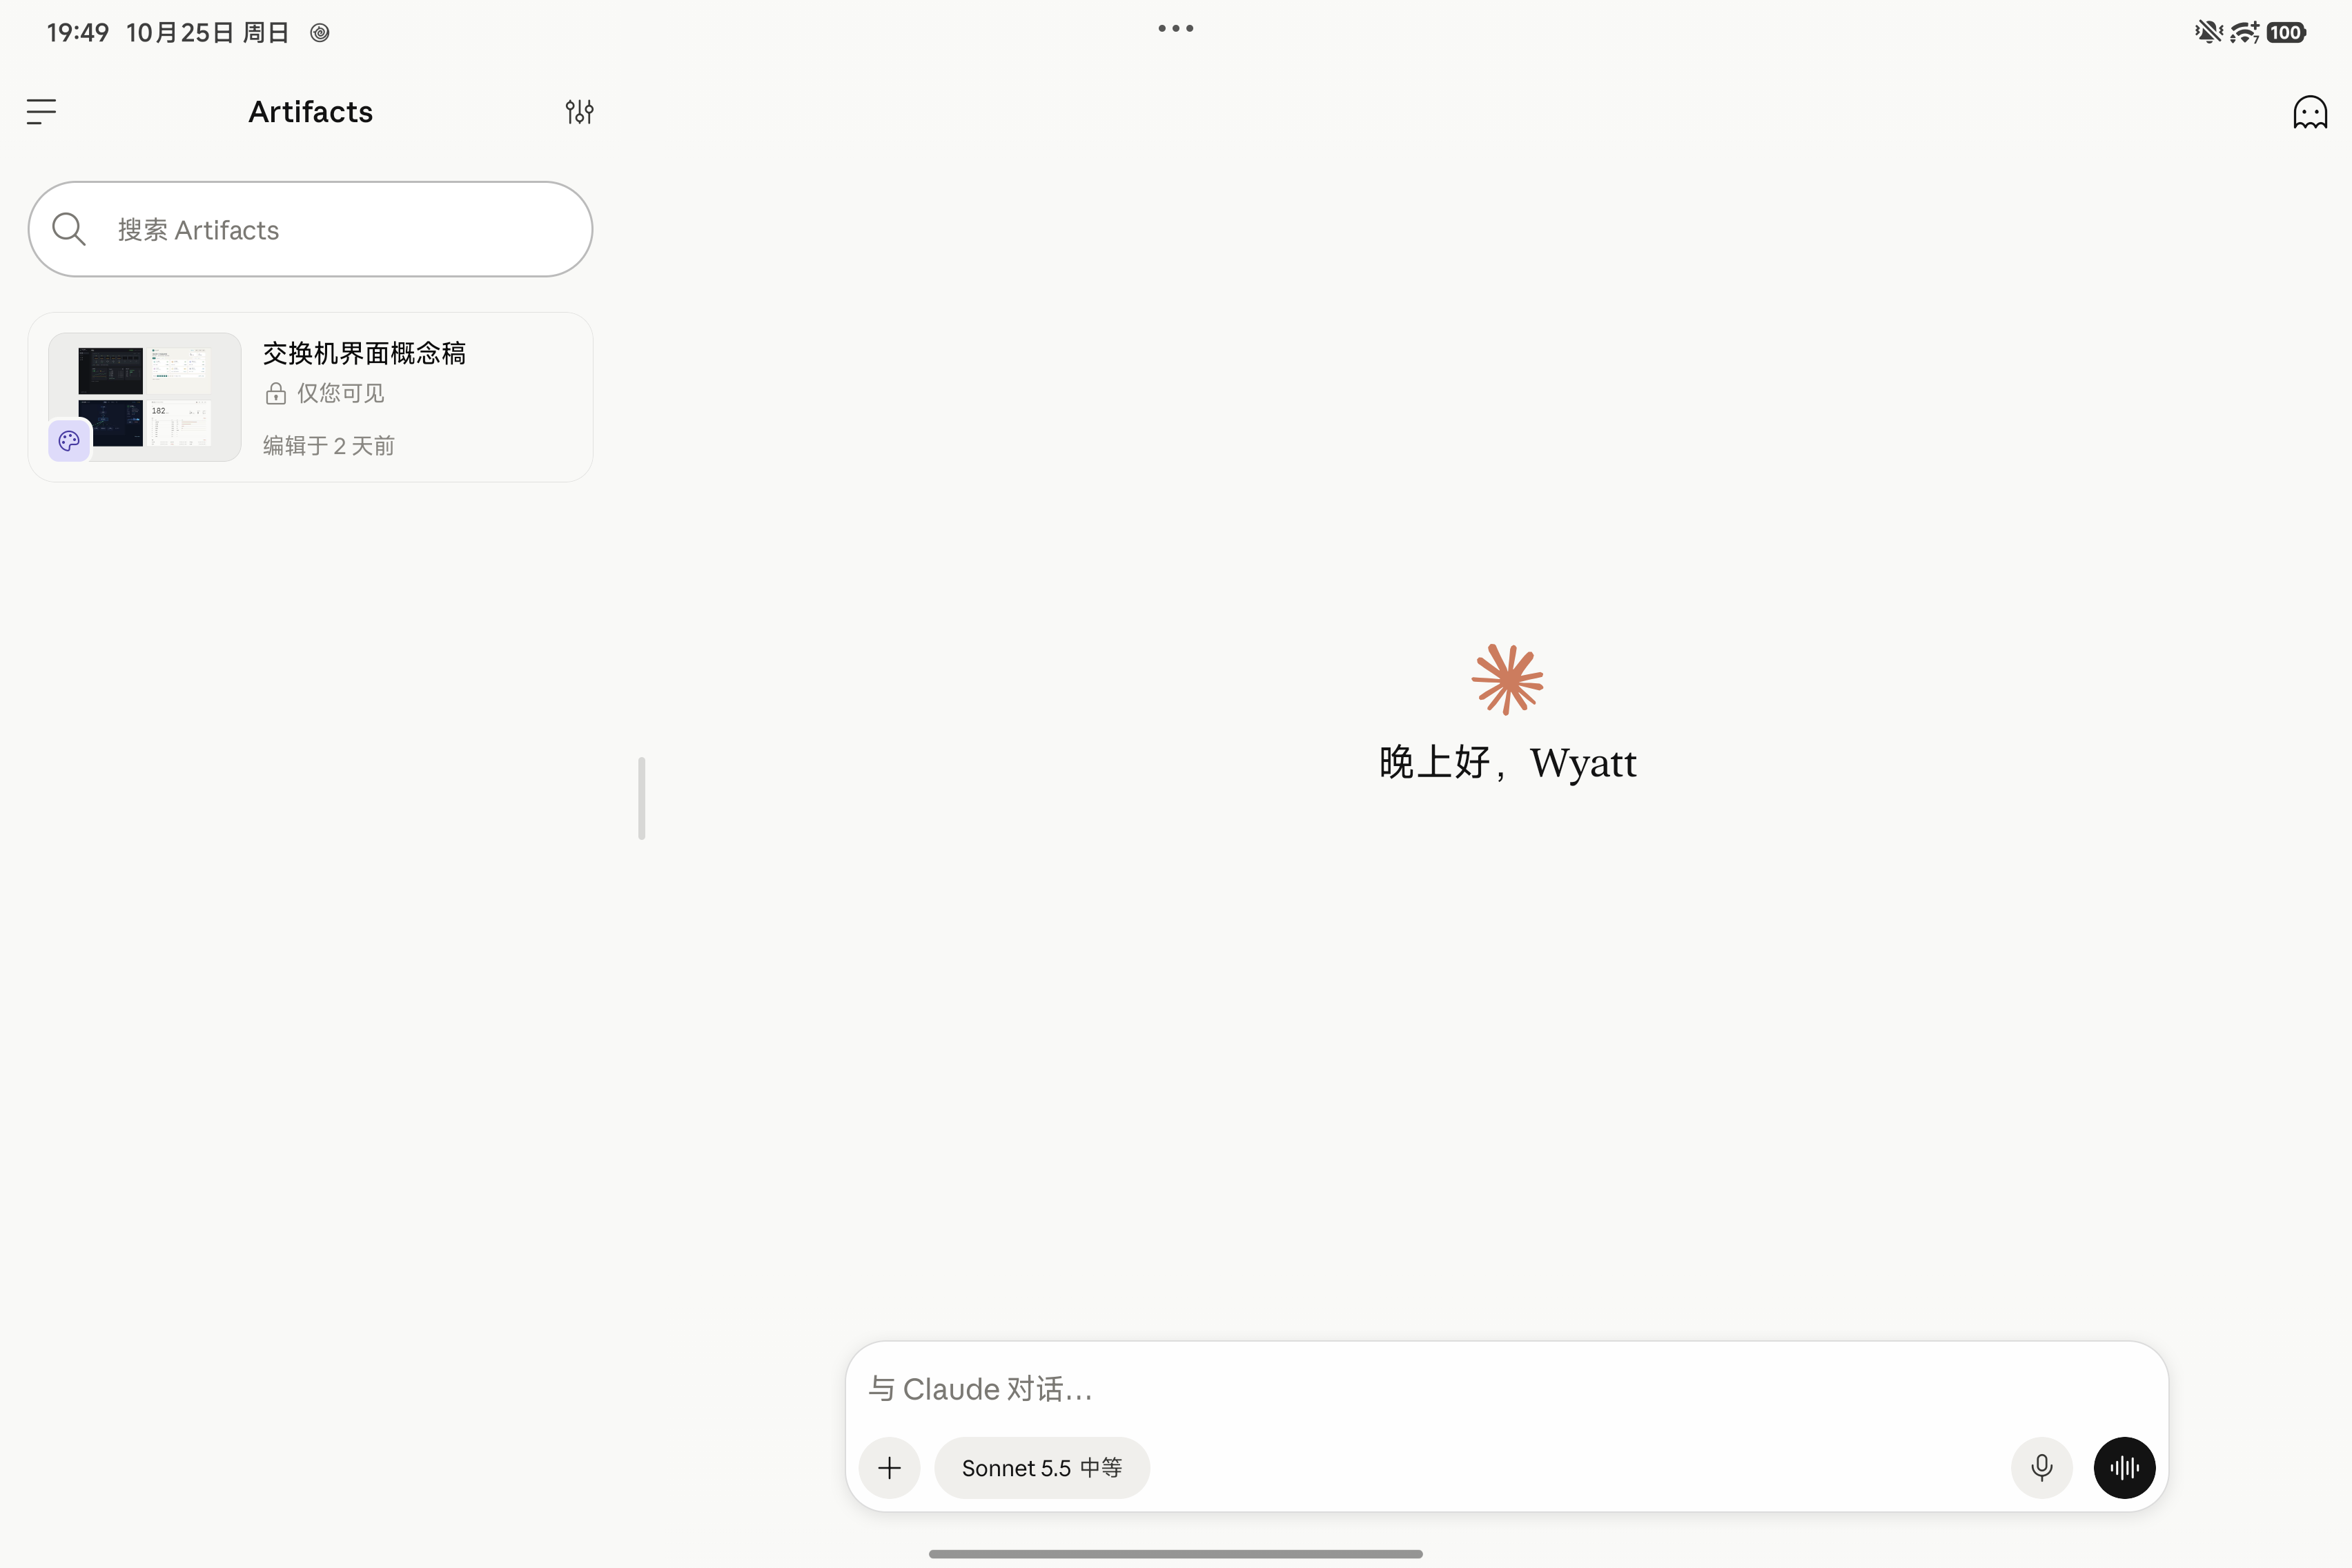 19:49 10月25日 周日
7 100
Artifacts
搜索 Artifacts
交换机界面概念稿
仅您可见
编辑于 2 天前
182
晚上好，Wyatt
与 Claude 对话...
Sonnet 5.5 中等